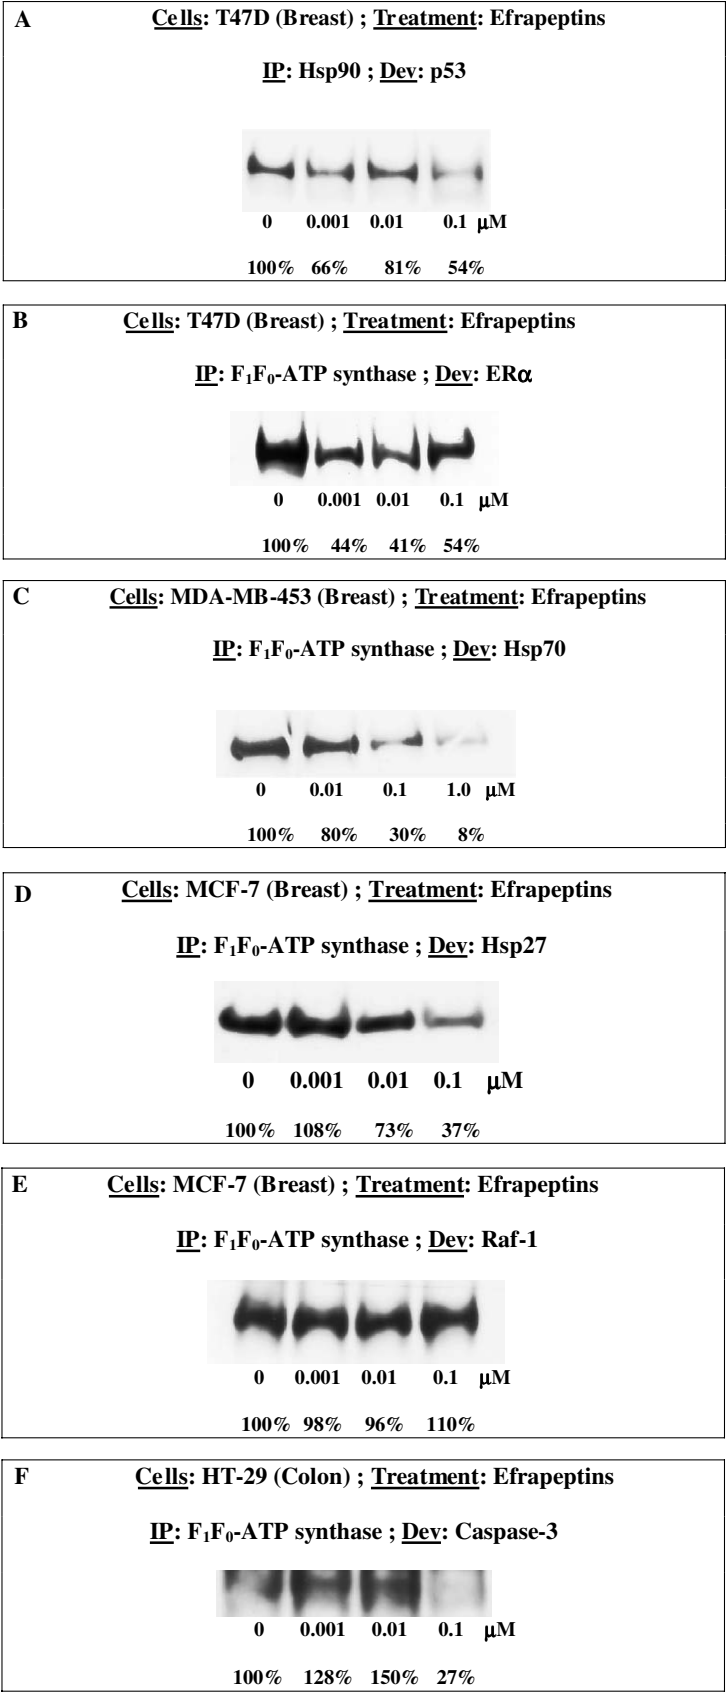 A
Cells: T47D (Breast) ; Treatment: Efrapeptins
IP: Hsp90 ; Dev: p53
0 0.001 0.01 0.1 μM
100% 66% 81% 54%
B
Cells: T47D (Breast) ; Treatment: Efrapeptins
IP: F₁F₀-ATP synthase ; Dev: ERα
0 0.001 0.01 0.1 μM
100% 44% 41% 54%
C
Cells: MDA-MB-453 (Breast) ; Treatment: Efrapeptins
IP: F₁F₀-ATP synthase ; Dev: Hsp70
0 0.01 0.1 1.0 μM
100% 80% 30% 8%
D
Cells: MCF-7 (Breast) ; Treatment: Efrapeptins
IP: F₁F₀-ATP synthase ; Dev: Hsp27
0 0.001 0.01 0.1 μM
100% 108% 73% 37%
E
Cells: MCF-7 (Breast) ; Treatment: Efrapeptins
IP: F₁F₀-ATP synthase ; Dev: Raf-1
0 0.001 0.01 0.1 μM
100% 98% 96% 110%
F
Cells: HT-29 (Colon) ; Treatment: Efrapeptins
IP: F₁F₀-ATP synthase ; Dev: Caspase-3
0 0.001 0.01 0.1 μM
100% 128% 150% 27%